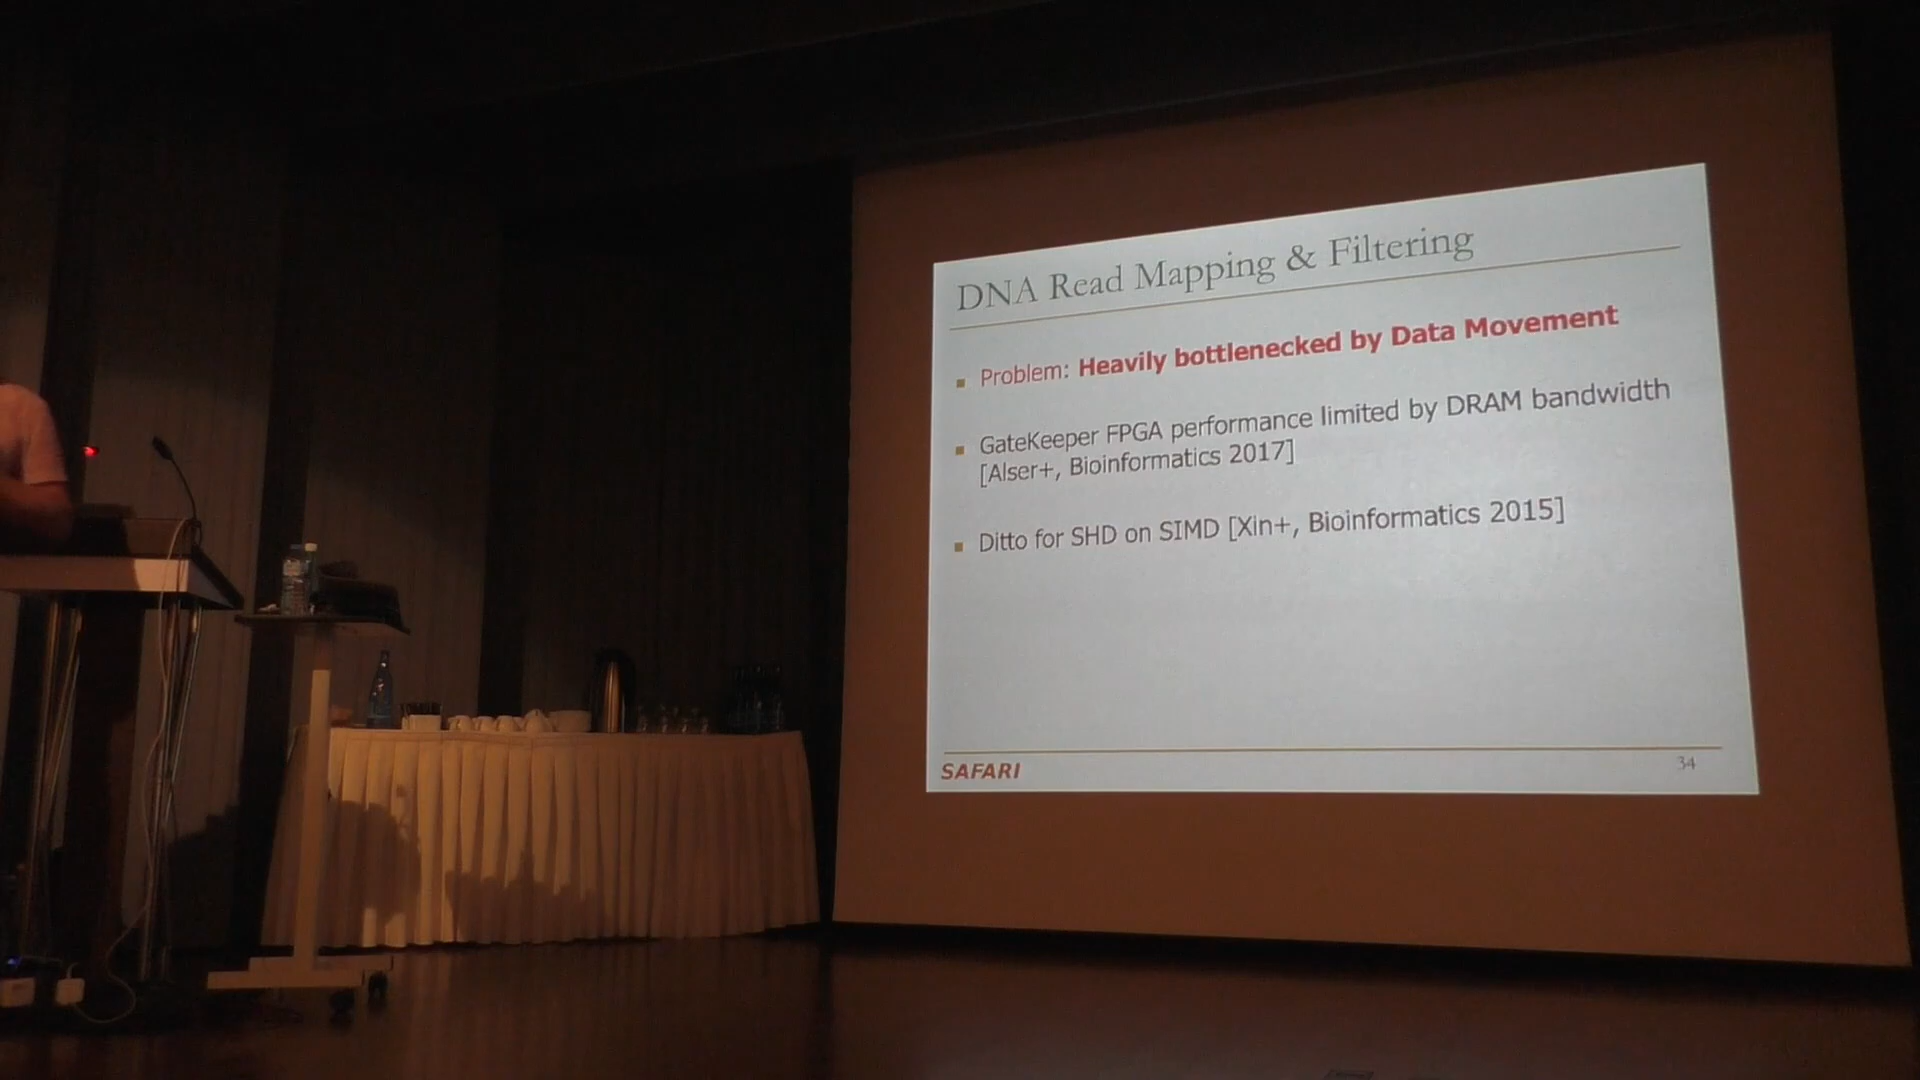 DNA Read Mapping & Filtering
Problem: Heavily bottlenecked by Data Movement
GateKeeper FPGA performance limited by DRAM bandwidth
[Alser+, Bioinformatics 2017]
Ditto for SHD on SIMD [Xin+, Bioinformatics 2015]
SAFARI
34